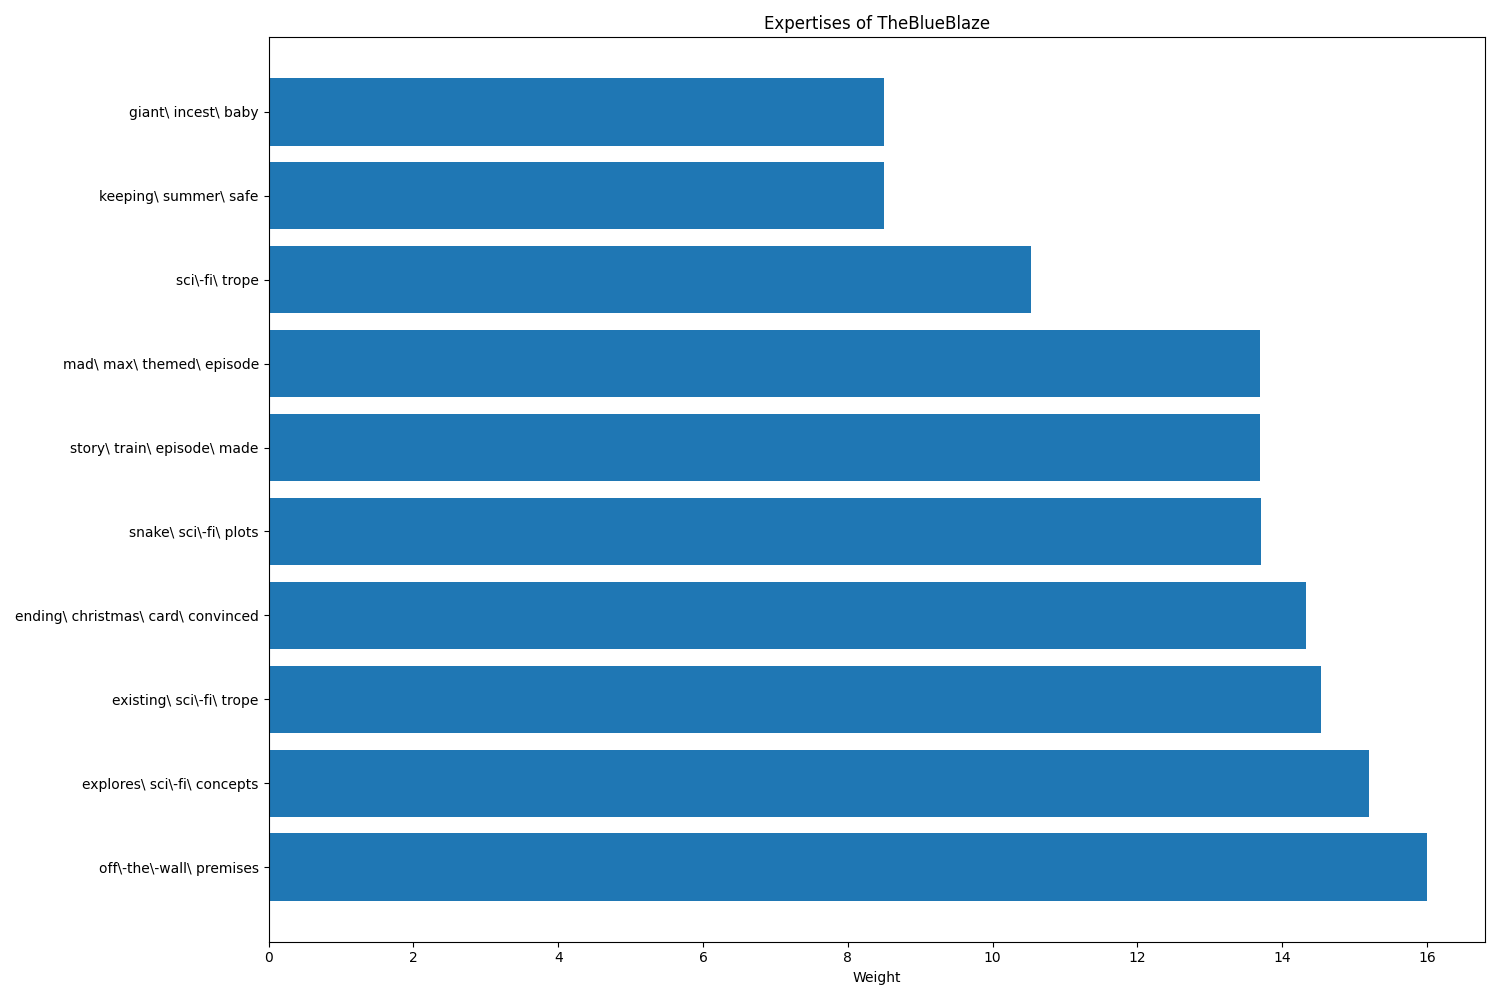 Expertises of TheBlueBlaze
giant\ incest\ baby
keeping\ summer\ safe
sci\-fi\ trope
mad\ max\ themed\ episode
story\ train\ episode\ made
snake\ sci\-fi\ plots
ending\ christmas\ card\ convinced
existing\ sci\-fi\ trope
explores\ sci\-fi\ concepts
off\-the\-wall\ premises
0 2 4 6 8 10 12 14 16
Weight